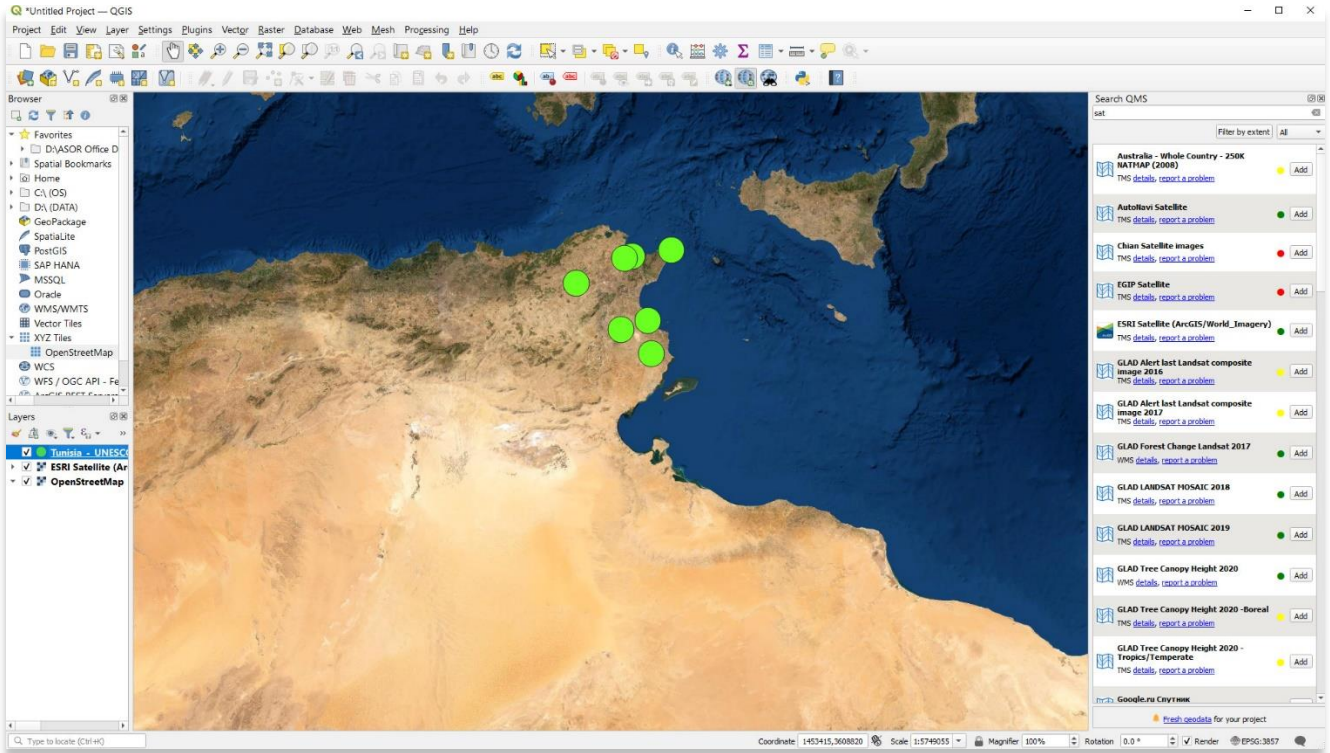 *Untitled Project — QGIS
Project Edit View Layer Settings Plugins Vector Raster Database Web Mesh Processing Help
Browser
Favorites
D:\ASOR Office D
Spatial Bookmarks
Home
C:\ (OS)
D:\ (DATA)
GeoPackage
SpatiaLite
PostGIS
SAP HANA
MSSQL
Oracle
WMS/WMTS
Vector Tiles
XYZ Tiles
OpenStreetMap
WCS
WFS / OGC API - Fe
Layers
Tunisia - UNESC
ESRI Satellite (Ar
OpenStreetMap
Search QMS
sat
Filter by extent All
Australia - Whole Country - 250K
NATMAP (2008)
TMS details, report a problem Add
AutoNavi Satellite
TMS details, report a problem Add
Chian Satellite images
TMS details, report a problem Add
EGIP Satellite
TMS details, report a problem Add
ESRI Satellite (ArcGIS/World_Imagery)
TMS details, report a problem Add
GLAD Alert last Landsat composite
image 2016
TMS details, report a problem Add
GLAD Alert last Landsat composite
image 2017
TMS details, report a problem Add
GLAD Forest Change Landsat 2017
WMS details, report a problem Add
GLAD LANDSAT MOSAIC 2018
TMS details, report a problem Add
GLAD LANDSAT MOSAIC 2019
TMS details, report a problem Add
GLAD Tree Canopy Height 2020
WMS details, report a problem Add
GLAD Tree Canopy Height 2020 -Boreal
TMS details, report a problem Add
GLAD Tree Canopy Height 2020 -
Tropics/Temperate
TMS details, report a problem Add
Google.ru Спутник
Fresh geodata for your project
Type to locate (Ctrl+K) Coordinate 1453415,3608820 Scale 1:5749055 Magnifier 100% Rotation 0.0 ° Render EPSG:3857